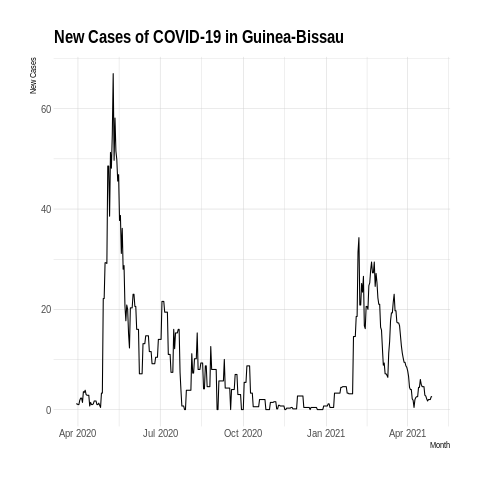 New Cases of COVID-19 in Guinea-Bissau
New Cases
60
40
20
0
Apr 2020 Jul 2020 Oct 2020 Jan 2021 Apr 2021
Month